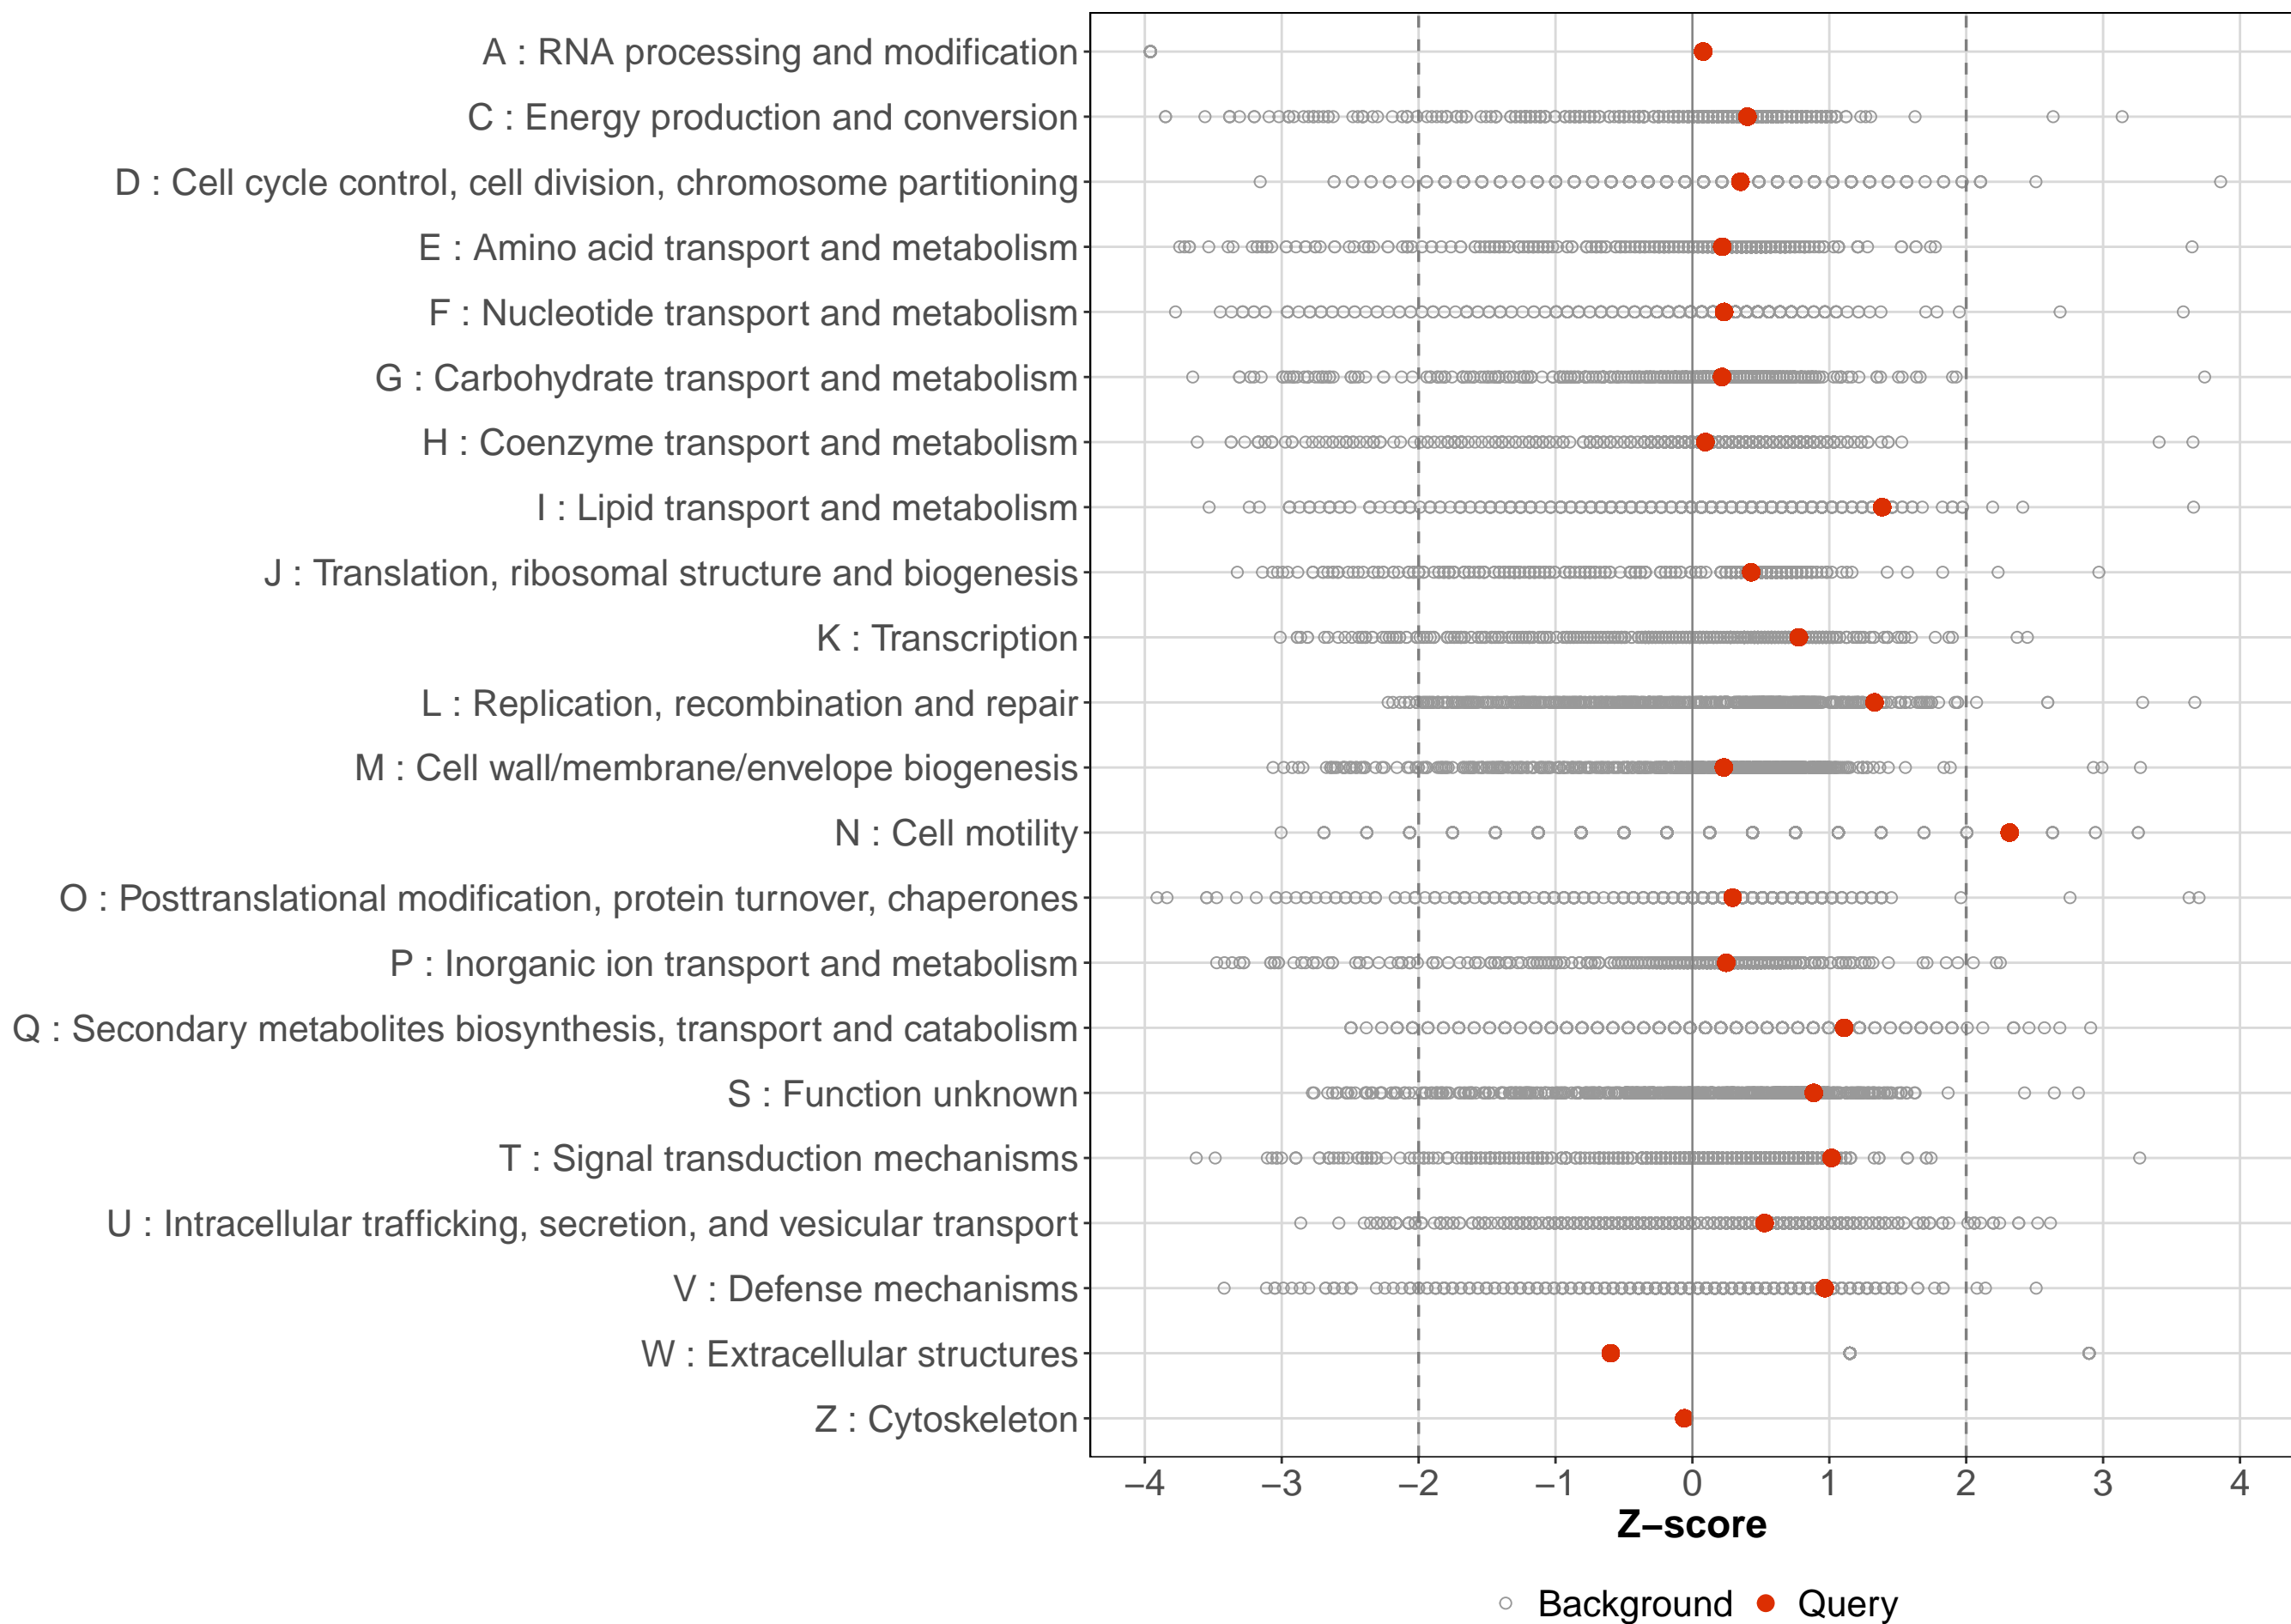 A : RNA processing and modification
C : Energy production and conversion
D : Cell cycle control, cell division, chromosome partitioning
E : Amino acid transport and metabolism
F : Nucleotide transport and metabolism
G : Carbohydrate transport and metabolism
H : Coenzyme transport and metabolism
I : Lipid transport and metabolism
J : Translation, ribosomal structure and biogenesis
K : Transcription
L : Replication, recombination and repair
M : Cell wall/membrane/envelope biogenesis
N : Cell motility
O : Posttranslational modification, protein turnover, chaperones
P : Inorganic ion transport and metabolism
Q : Secondary metabolites biosynthesis, transport and catabolism
S : Function unknown
T : Signal transduction mechanisms
U : Intracellular trafficking, secretion, and vesicular transport
V : Defense mechanisms
W : Extracellular structures
Z : Cytoskeleton
−4 −3 −2 −1 0 1 2 3 4
Z−score
Background Query